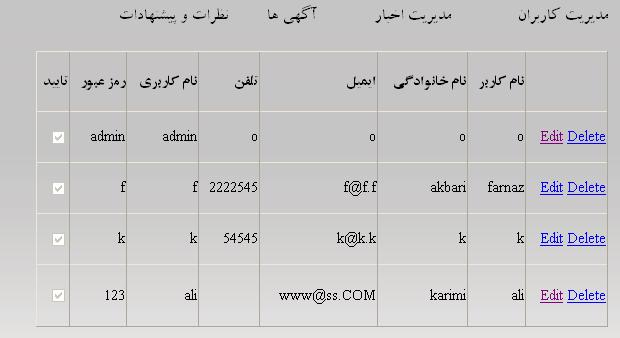 مدیریت کاربران مدیریت اخبار آگهی ها نظرات و پیشنهادات
نام کاربر نام خانوادگی ایمیل تلفن نام کاربری رمز عبور تایید
Edit Delete o o o o admin admin
Edit Delete farnaz akbari f@f.f 2222545 f f
Edit Delete k k k@k.k 54545 k k
Edit Delete ali karimi www@ss.COM ali 123